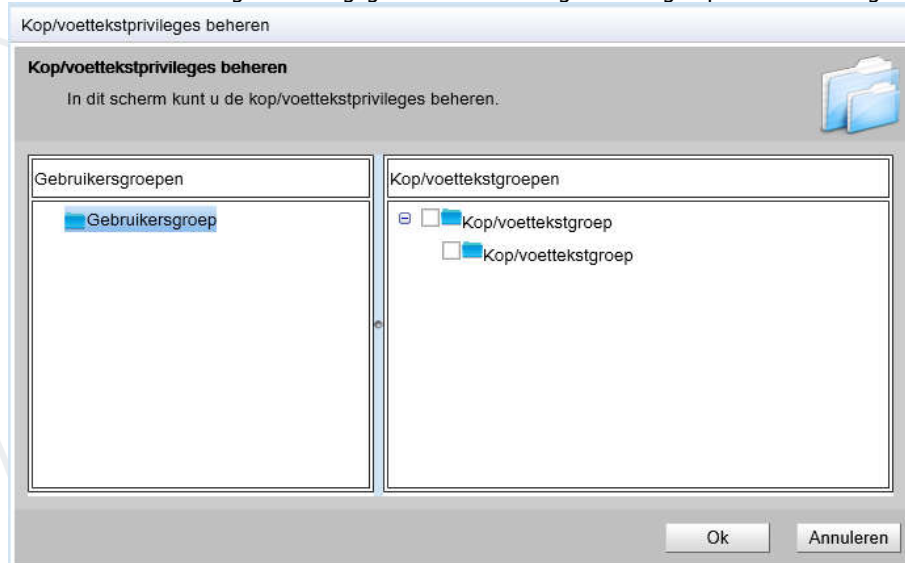 Kop/voettekstprivileges beheren
Kop/voettekstprivileges beheren
In dit scherm kunt u de kop/voettekstprivileges beheren.
Gebruikersgroepen
Kop/voettekstgroepen
Gebruikersgroep
Kop/voettekstgroep
Kop/voettekstgroep
Ok
Annuleren